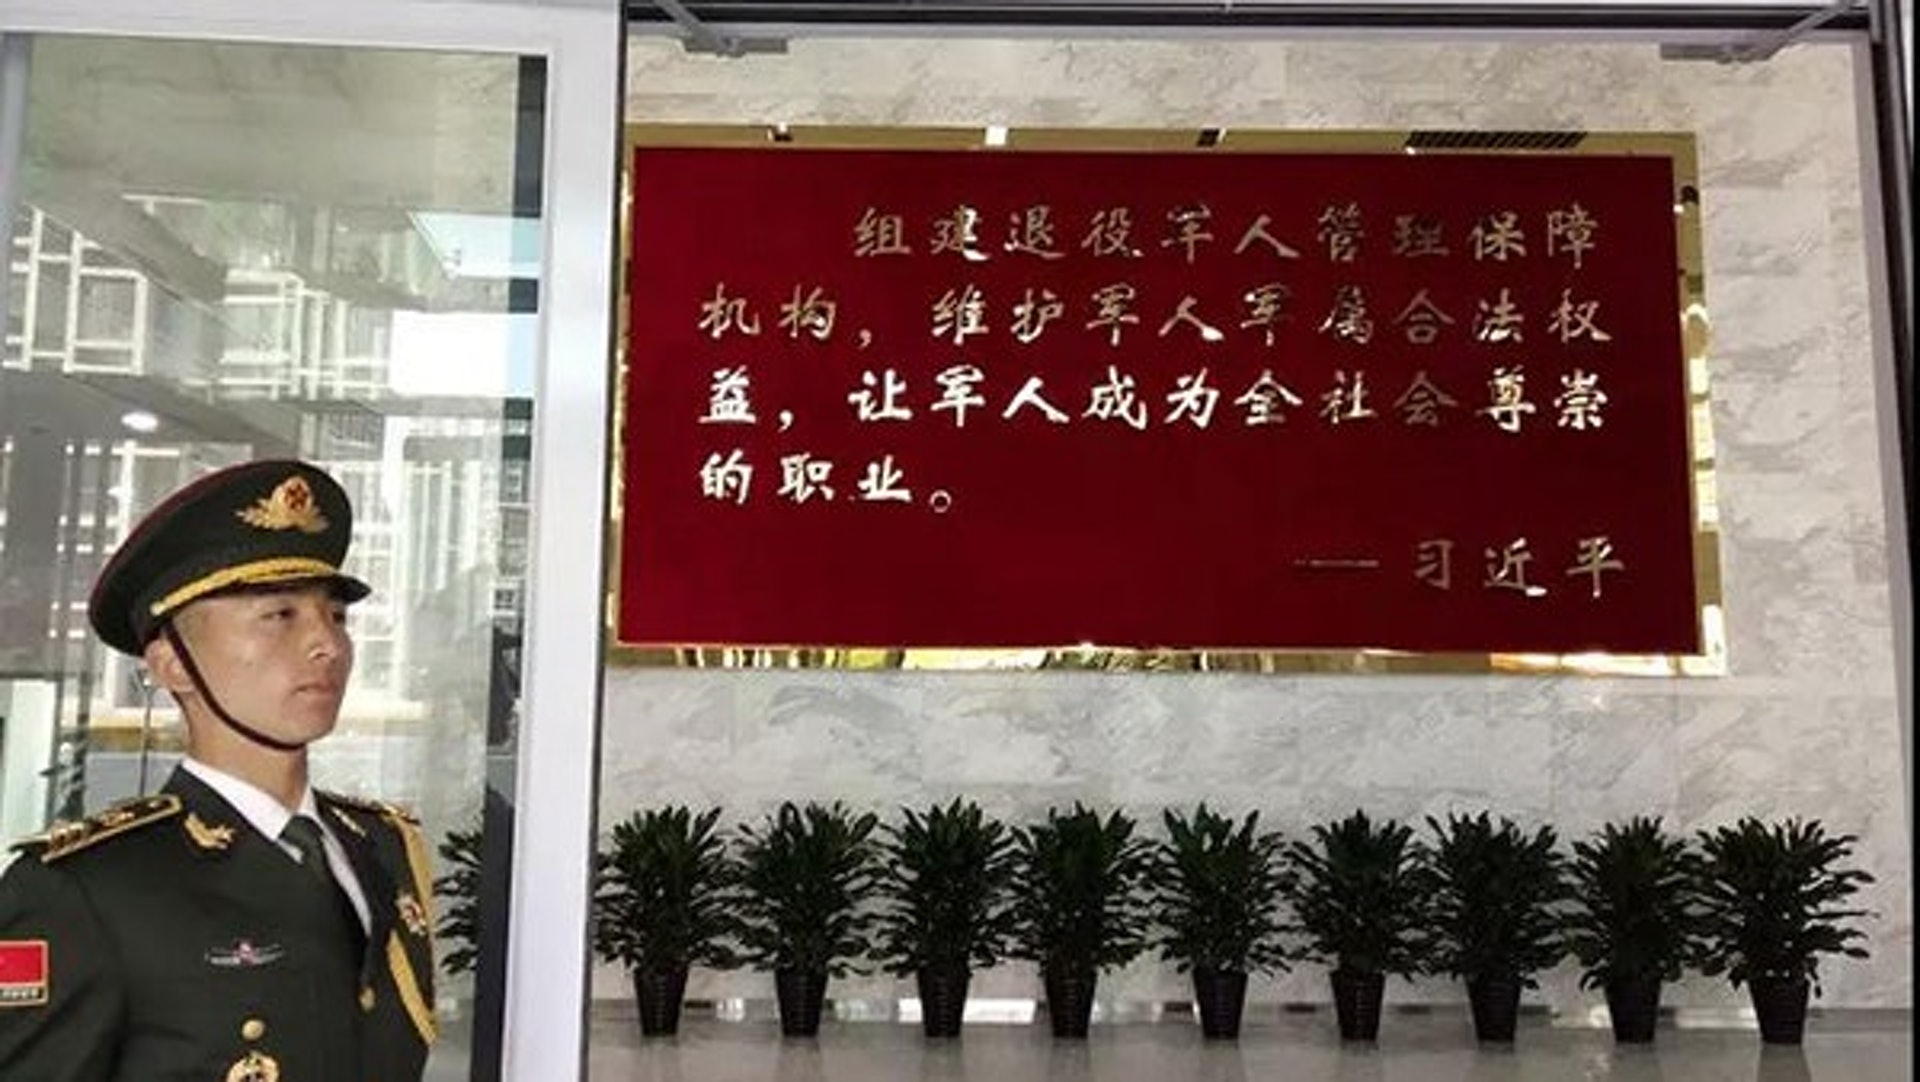 组建退役军人管理保障
机构，维护军人军属合法权
益，让军人成为全社会尊崇
的职业。
——习近平